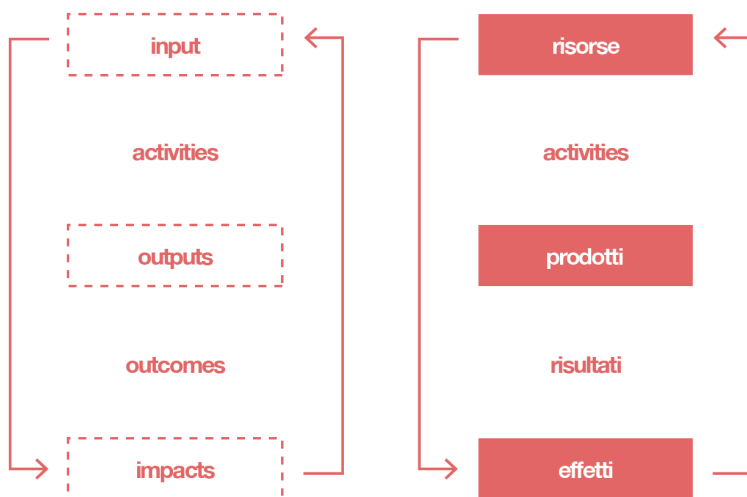 input
activities
outputs
outcomes
impacts
risorse
activities
prodotti
risultati
effetti